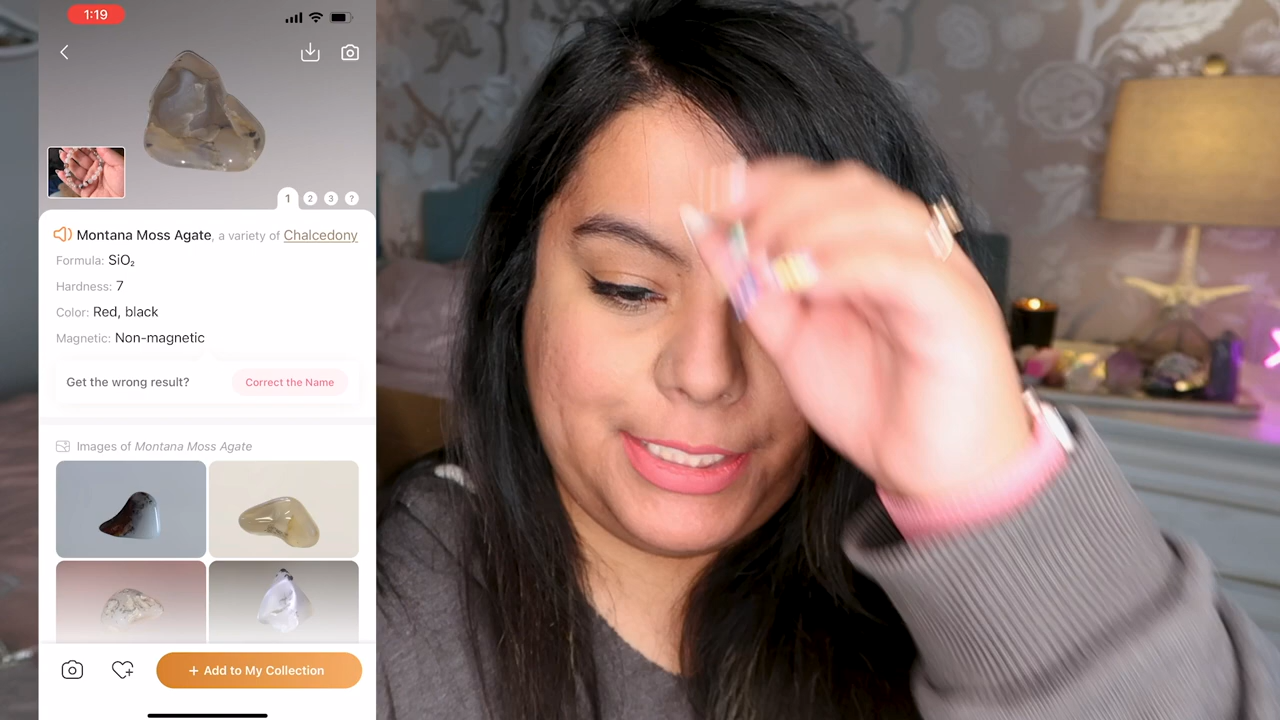 1:19
1 2 3 ?
Montana Moss Agate, a variety of Chalcedony
Formula: SiO₂
Hardness: 7
Color: Red, black
Magnetic: Non-magnetic
Get the wrong result? Correct the Name
Images of Montana Moss Agate
+ Add to My Collection